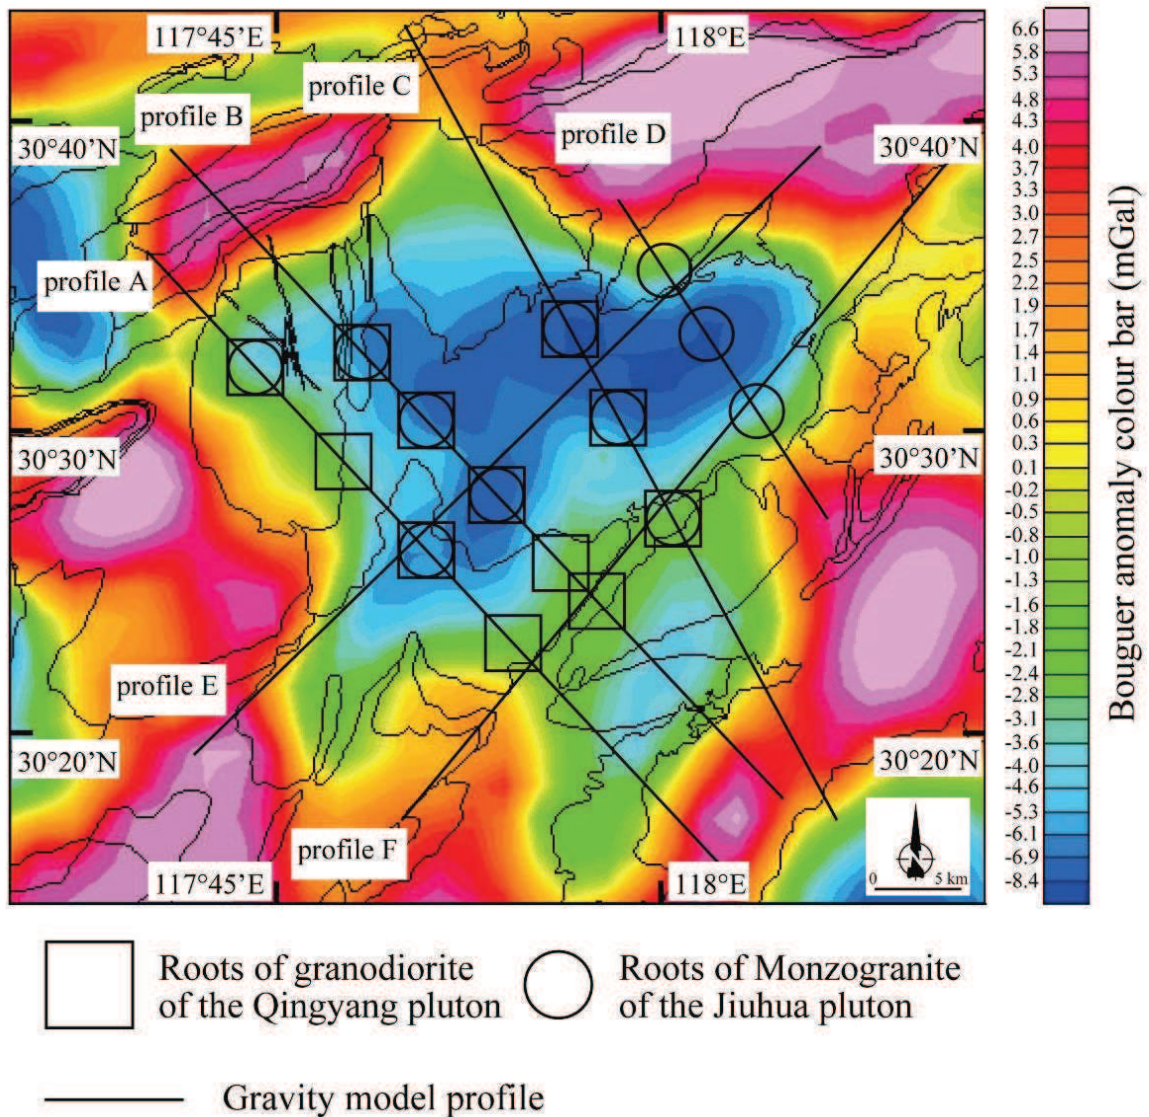 117°45’E
118°E
profile C
profile B
profile D
30°40’N
30°40’N
profile A
30°30’N
30°30’N
profile E
30°20’N
30°20’N
profile F
117°45’E
118°E
N
0 5 km
6.6
5.8
5.3
4.8
4.3
4.0
3.7
3.3
3.0
2.7
2.5
2.2
1.9
1.7
1.4
1.1
0.9
0.6
0.3
0.1
-0.2
-0.5
-0.8
-1.0
-1.3
-1.6
-1.8
-2.1
-2.4
-2.8
-3.1
-3.6
-4.0
-4.6
-5.3
-6.1
-6.9
-8.4
Bouguer anomaly colour bar (mGal)
Roots of granodiorite
of the Qingyang pluton
Roots of Monzogranite
of the Jiuhua pluton
Gravity model profile